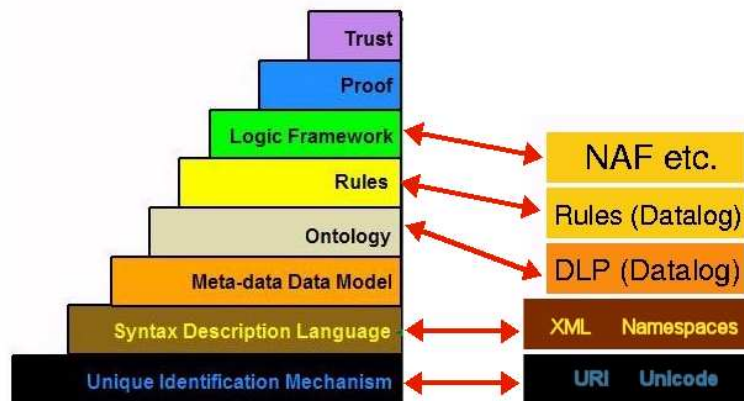 Trust
Proof
Logic Framework
NAF etc.
Rules
Rules (Datalog)
Ontology
DLP (Datalog)
Meta-data Data Model
Syntax Description Language
XML Namespaces
Unique Identification Mechanism
URI Unicode